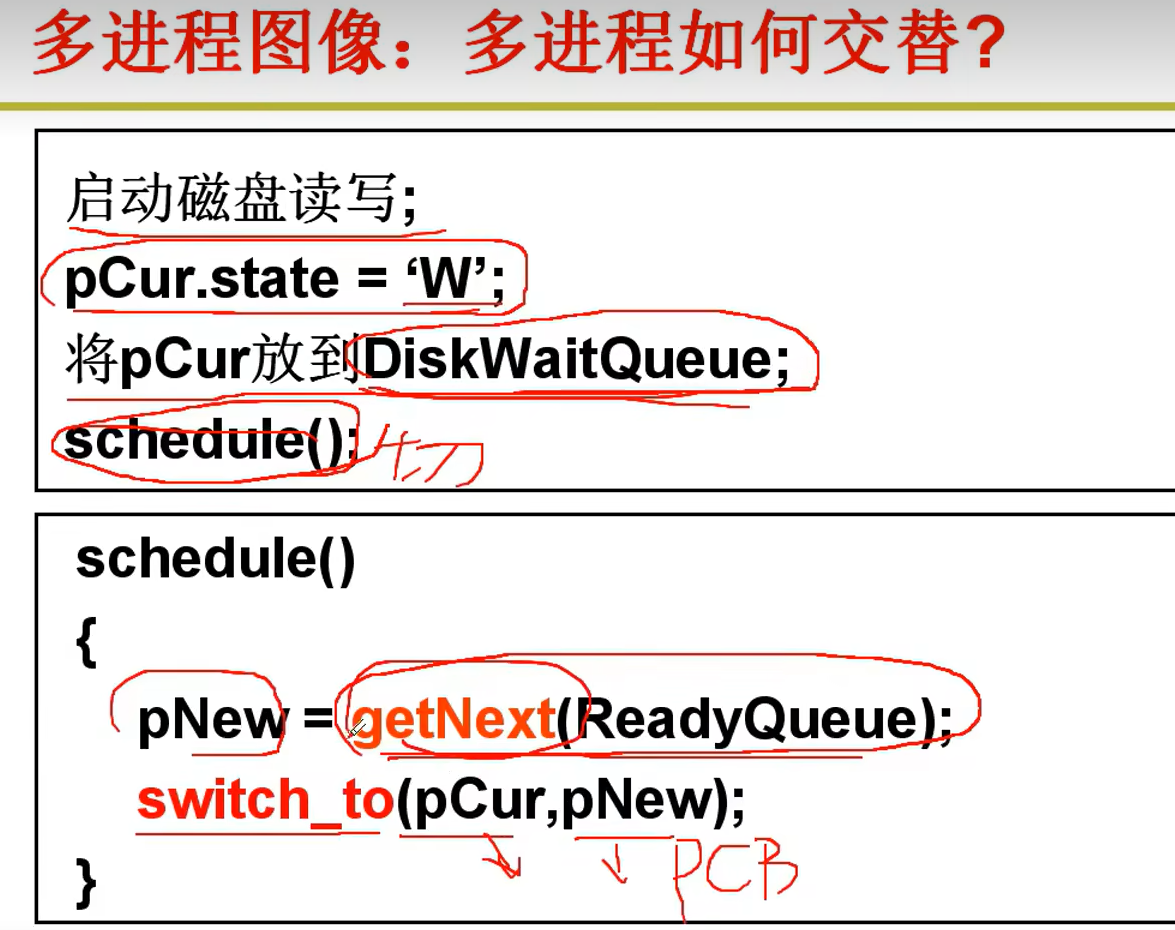 多进程图像：多进程如何交替?
启动磁盘读写;
pCur.state = ‘W’;
将pCur放到DiskWaitQueue;
schedule(); 切
schedule()
{
pNew = getNext(ReadyQueue);
switch_to(pCur,pNew);
PCB
}